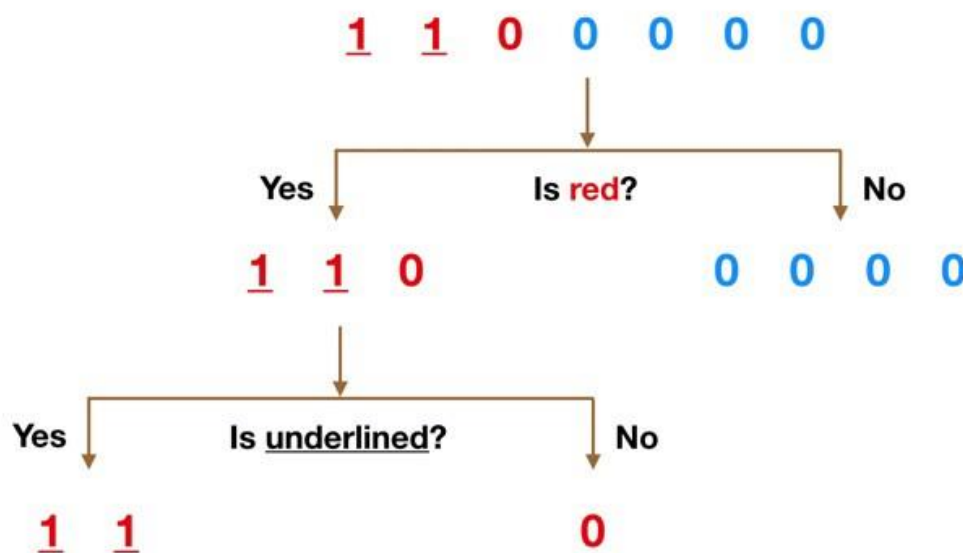 1 1 0 0 0 0 0
Yes Is red? No
1 1 0 0 0 0 0
Yes Is underlined? No
1 1 0